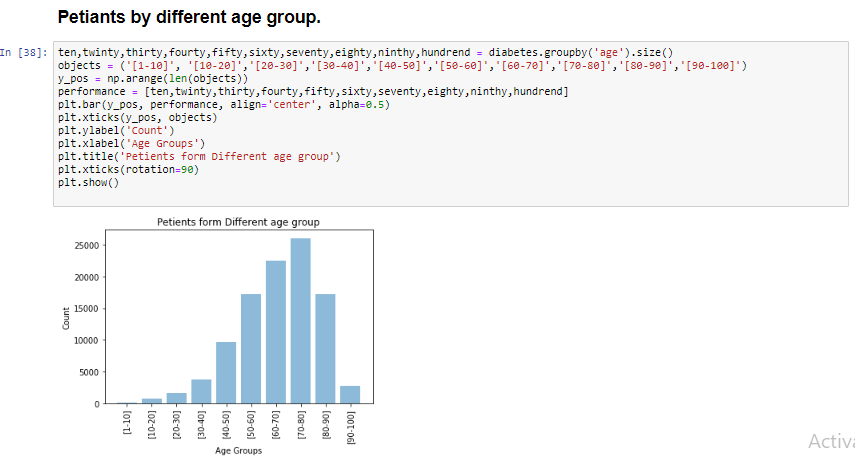 Petiants by different age group.
In [38]: ten,twinty,thirty,fourty,fifty,sixty,seventy,eighty,ninthy,hundrend = diabetes.groupby('age').size()
objects = ('[1-10]', '[10-20]','[20-30]','[30-40]','[40-50]','[50-60]','[60-70]','[70-80]','[80-90]','[90-100]')
y_pos = np.arange(len(objects))
performance = [ten,twinty,thirty,fourty,fifty,sixty,seventy,eighty,ninthy,hundrend]
plt.bar(y_pos, performance, align='center', alpha=0.5)
plt.xticks(y_pos, objects)
plt.ylabel('Count')
plt.xlabel('Age Groups')
plt.title('Petients form Different age group')
plt.xticks(rotation=90)
plt.show()
Petients form Different age group
25000
20000
15000
10000
5000
0
Count
[1-10] [10-20] [20-30] [30-40] [40-50] [50-60] [60-70] [70-80] [80-90] [90-100]
Age Groups
Activa